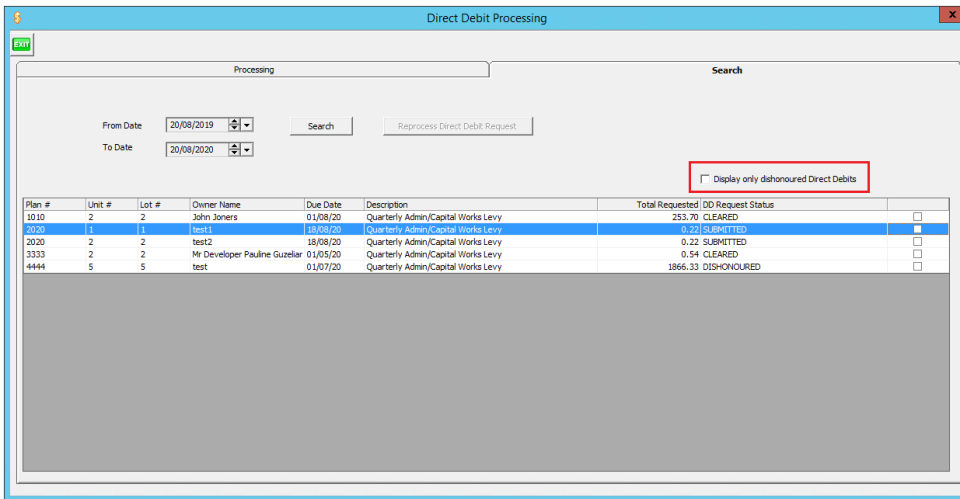 Direct Debit Processing
x
EXIT
Processing Search
From Date 20/08/2019 Search Reprocess Direct Debit Request
To Date 20/08/2020
Display only dishonoured Direct Debits
Plan # Unit # Lot # Owner Name Due Date Description Total Requested DD Request Status
1010 2 2 John Joners 01/08/20 Quarterly Admin/Capital Works Levy 253.70 CLEARED
2020 1 1 test1 18/08/20 Quarterly Admin/Capital Works Levy 0.22 SUBMITTED
2020 2 2 test2 18/08/20 Quarterly Admin/Capital Works Levy 0.22 SUBMITTED
3333 2 2 Mr Developer Pauline Guzeliar 01/05/20 Quarterly Admin/Capital Works Levy 0.54 CLEARED
4444 5 5 test 01/07/20 Quarterly Admin/Capital Works Levy 1866.33 DISHONOURED